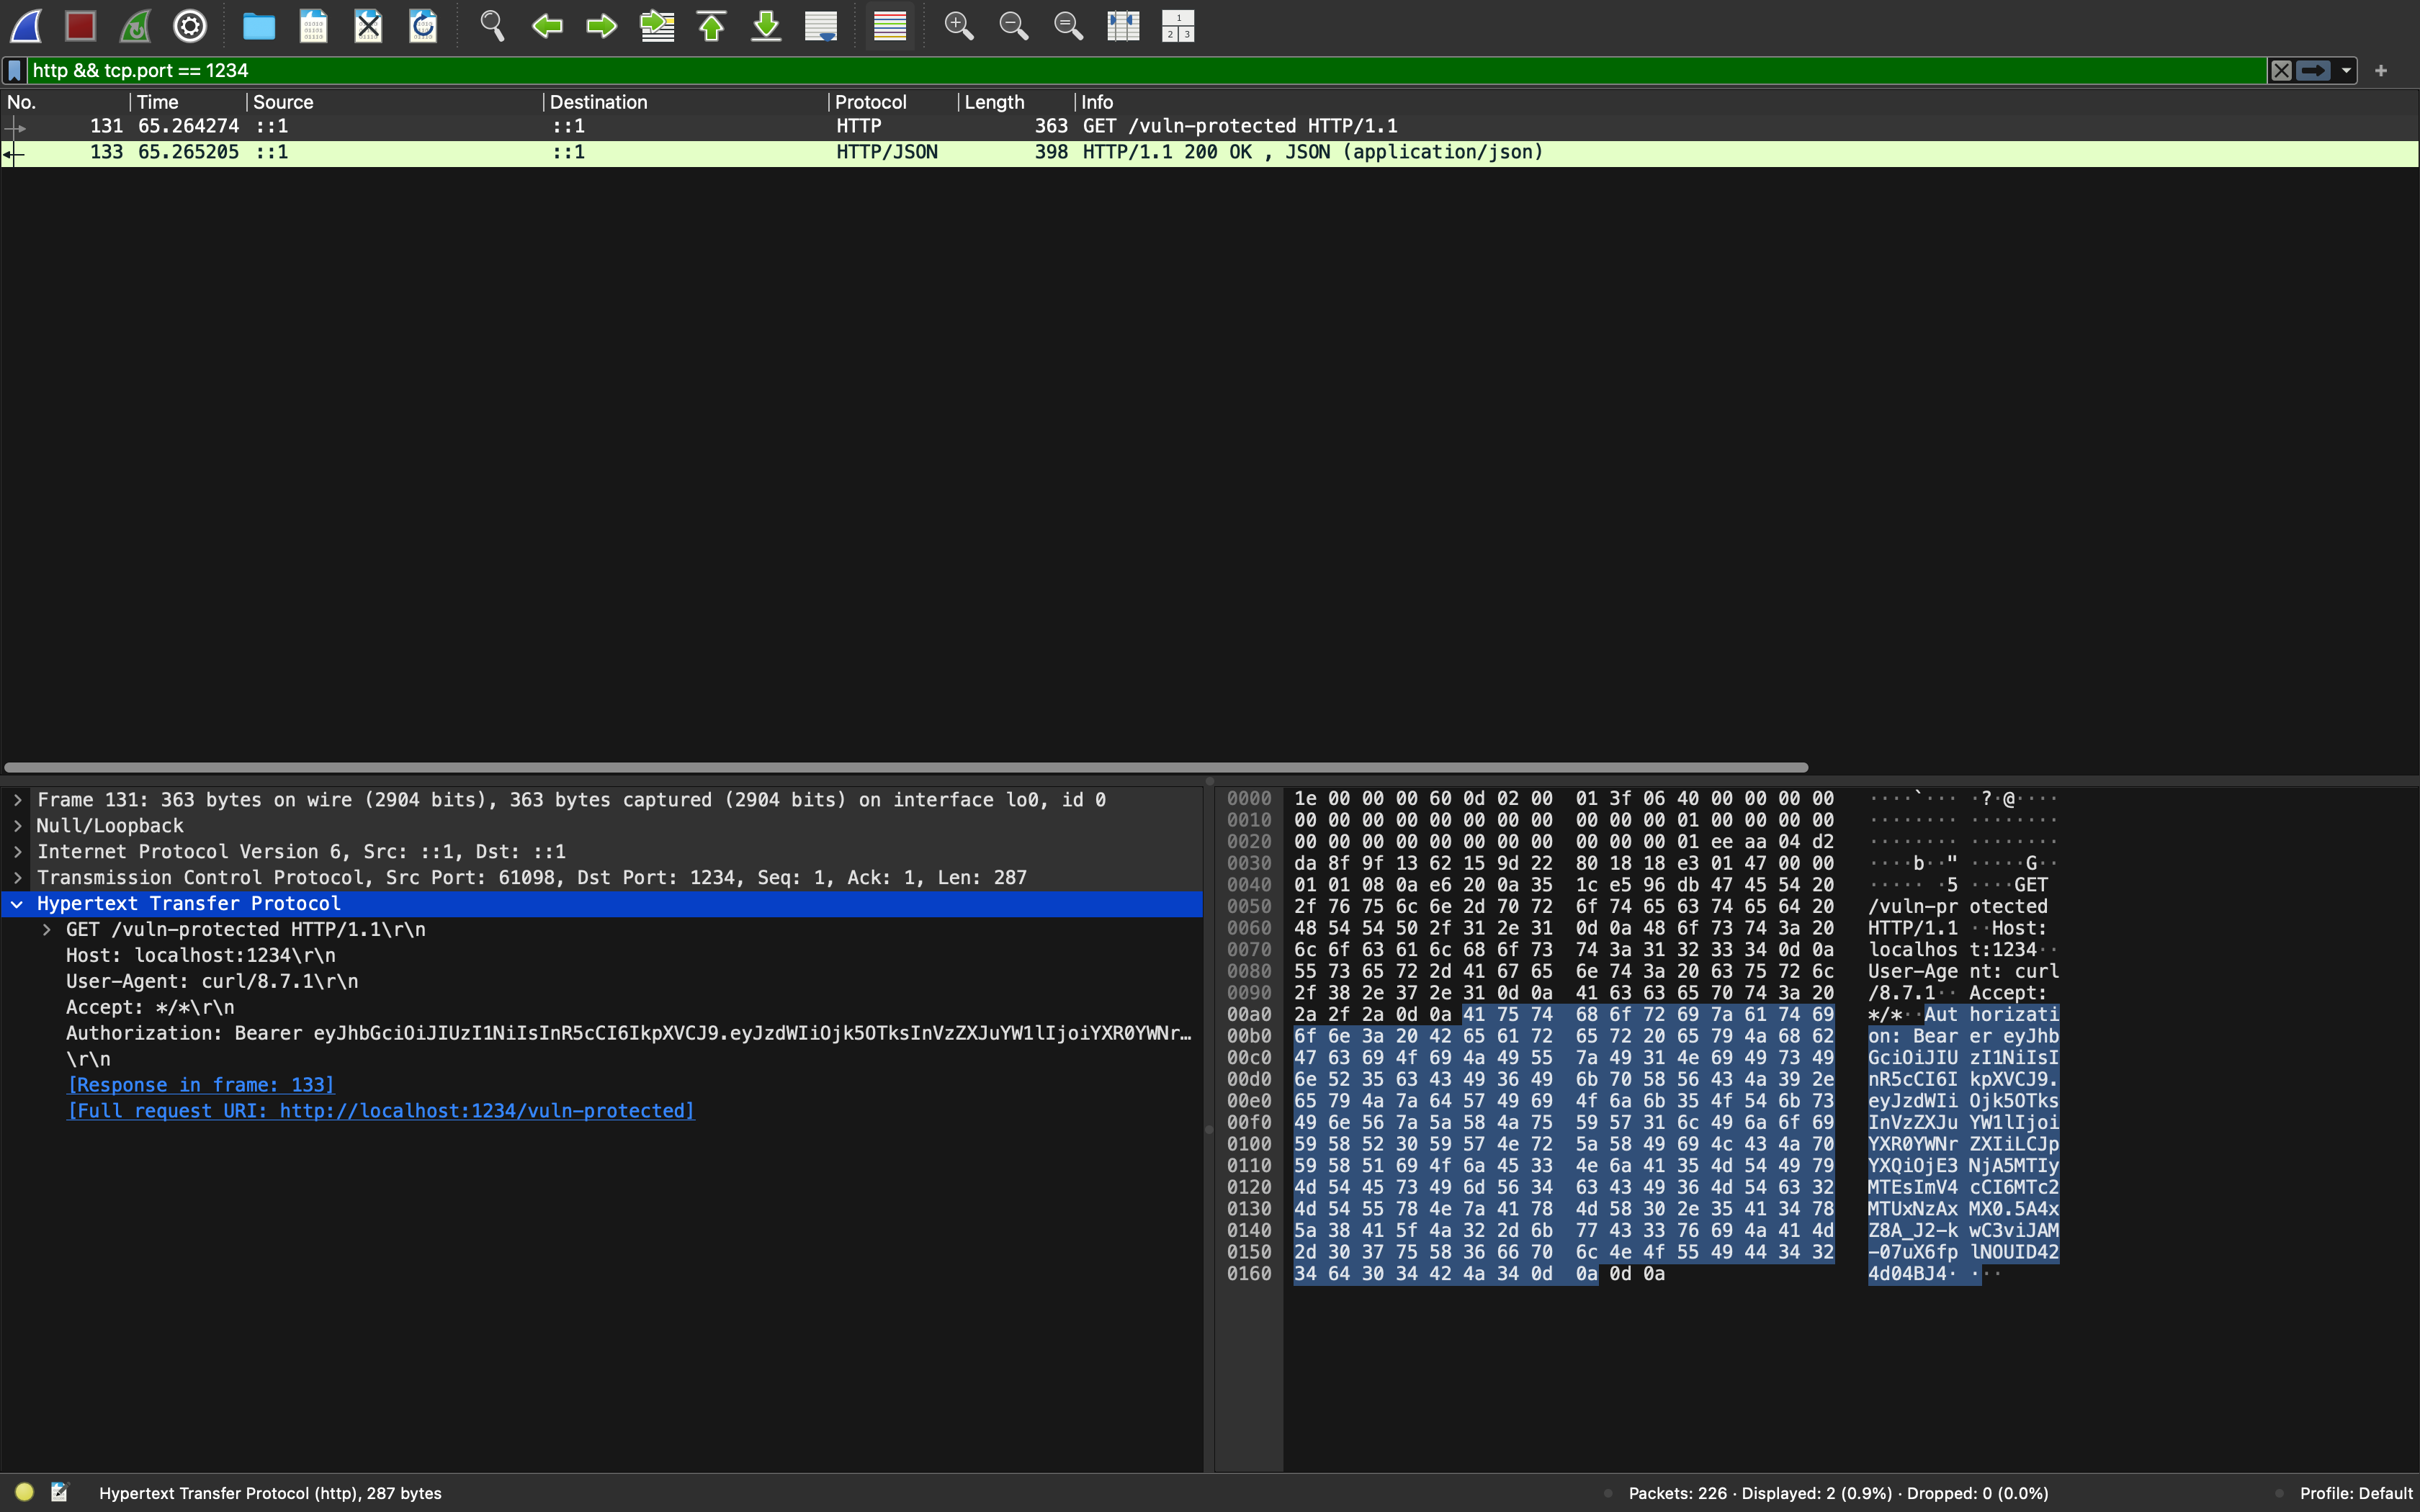 http && tcp.port == 1234
No. Time Source Destination Protocol Length Info
131 65.264274 ::1 ::1 HTTP 363 GET /vuln-protected HTTP/1.1
133 65.265205 ::1 ::1 HTTP/JSON 398 HTTP/1.1 200 OK , JSON (application/json)
Frame 131: 363 bytes on wire (2904 bits), 363 bytes captured (2904 bits) on interface lo0, id 0
Null/Loopback
Internet Protocol Version 6, Src: ::1, Dst: ::1
Transmission Control Protocol, Src Port: 61098, Dst Port: 1234, Seq: 1, Ack: 1, Len: 287
Hypertext Transfer Protocol
GET /vuln-protected HTTP/1.1\r\n
Host: localhost:1234\r\n
User-Agent: curl/8.7.1\r\n
Accept: */*\r\n
Authorization: Bearer eyJhbGciOiJIUzI1NiIsInR5cCI6IkpXVCJ9.eyJzdWIiOjk5OTksInVzZXJuYW1lIjoiYXR0YWNr…
\r\n
[Response in frame: 133]
[Full request URI: http://localhost:1234/vuln-protected]
0000 1e 00 00 00 60 0d 02 00 01 3f 06 40 00 00 00 00 ····`··· ·?·@····
0010 00 00 00 00 00 00 00 00 00 00 00 01 00 00 00 00 ········ ········
0020 00 00 00 00 00 00 00 00 00 00 00 01 ee aa 04 d2 ········ ········
0030 da 8f 9f 13 62 15 9d 22 80 18 18 e3 01 47 00 00 ····b··" ·····G··
0040 01 01 08 0a e6 20 0a 35 1c e5 96 db 47 45 54 20 ····· ·5 ····GET
0050 2f 76 75 6c 6e 2d 70 72 6f 74 65 63 74 65 64 20 /vuln-pr otected
0060 48 54 54 50 2f 31 2e 31 0d 0a 48 6f 73 74 3a 20 HTTP/1.1 ··Host:
0070 6c 6f 63 61 6c 68 6f 73 74 3a 31 32 33 34 0d 0a localhos t:1234··
0080 55 73 65 72 2d 41 67 65 6e 74 3a 20 63 75 72 6c User-Age nt: curl
0090 2f 38 2e 37 2e 31 0d 0a 41 63 63 65 70 74 3a 20 /8.7.1·· Accept:
00a0 2a 2f 2a 0d 0a 41 75 74 68 6f 72 69 7a 61 74 69 */*··Aut horizati
00b0 6f 6e 3a 20 42 65 61 72 65 72 20 65 79 4a 68 62 on: Bear er eyJhb
00c0 47 63 69 4f 69 4a 49 55 7a 49 31 4e 69 49 73 49 GciOiJIU zI1NiIsI
00d0 6e 52 35 63 43 49 36 49 6b 70 58 56 43 4a 39 2e nR5cCI6I kpXVCJ9.
00e0 65 79 4a 7a 64 57 49 69 4f 6a 6b 35 4f 54 6b 73 eyJzdWIi Ojk5OTks
00f0 49 6e 56 7a 5a 58 4a 75 59 57 31 6c 49 6a 6f 69 InVzZXJu YW1lIjoi
0100 59 58 52 30 59 57 4e 72 5a 58 49 69 4c 43 4a 70 YXR0YWNr ZXIiLCJp
0110 59 58 51 69 4f 6a 45 33 4e 6a 41 35 4d 54 49 79 YXQiOjE3 NjA5MTIy
0120 4d 54 45 73 49 6d 56 34 63 43 49 36 4d 54 63 32 MTEsImV4 cCI6MTc2
0130 4d 54 55 78 4e 7a 41 78 4d 58 30 2e 35 41 34 78 MTUxNzAx MX0.5A4x
0140 5a 38 41 5f 4a 32 2d 6b 77 43 33 76 69 4a 41 4d Z8A_J2-k wC3viJAM
0150 2d 30 37 75 58 36 66 70 6c 4e 4f 55 49 44 34 32 -07uX6fp lNOUID42
0160 34 64 30 34 42 4a 34 0d 0a 0d 0a 4d04BJ4· ···
Hypertext Transfer Protocol (http), 287 bytes
Packets: 226 · Displayed: 2 (0.9%) · Dropped: 0 (0.0%)
Profile: Default